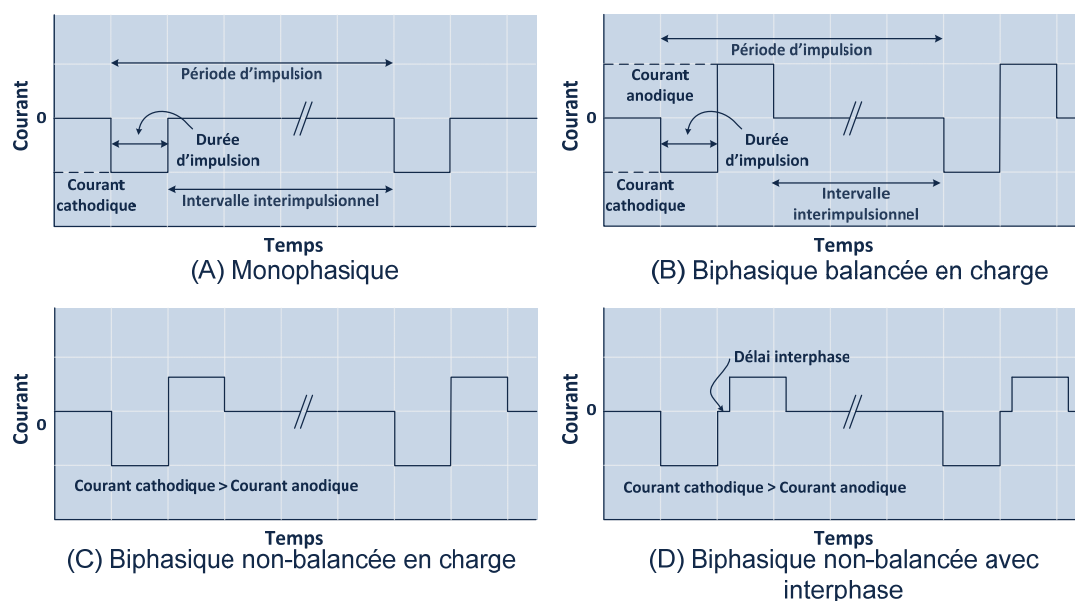 Période d’impulsion
Courant
0
Durée
d’impulsion
Courant
cathodique
Intervalle interimpulsionnel
Temps
(A) Monophasique
Période d’impulsion
Courant
anodique
Courant
0
Durée
d’impulsion
Courant
cathodique
Intervalle
interimpulsionnel
Temps
(B) Biphasique balancée en charge
Courant
0
Courant cathodique > Courant anodique
Temps
(C) Biphasique non-balancée en charge
Délai interphase
Courant
0
Courant cathodique > Courant anodique
Temps
(D) Biphasique non-balancée avec
interphase